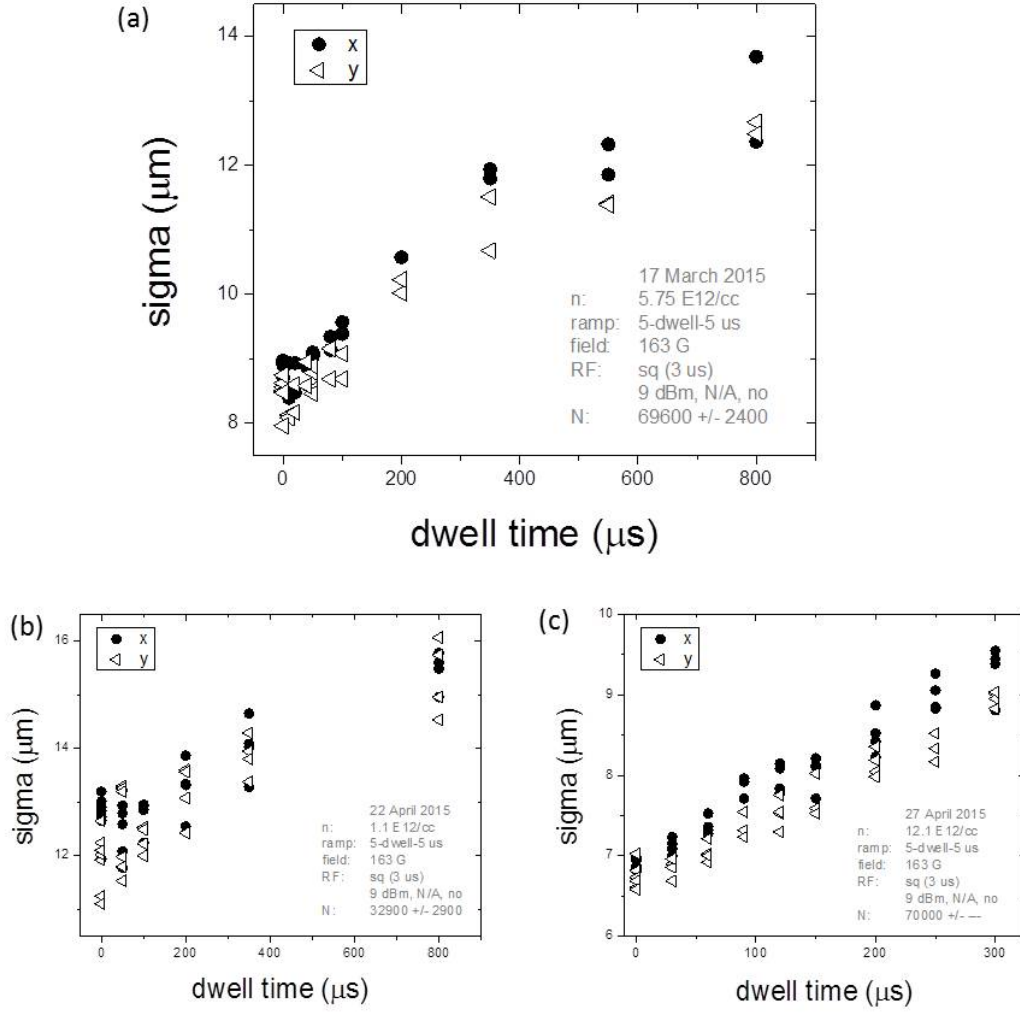 (a)
x
y
14
12
10
8
sigma (μm)
17 March 2015
n: 5.75 E12/cc
ramp: 5-dwell-5 us
field: 163 G
RF: sq (3 us)
9 dBm, N/A, no
N: 69600 +/- 2400
0 200 400 600 800
dwell time (μs)
(b)
x
y
16
14
12
sigma (μm)
22 April 2015
n: 1.1 E12/cc
ramp: 5-dwell-5 us
field: 163 G
RF: sq (3 us)
9 dBm, N/A, no
N: 32900 +/- 2900
0 200 400 600 800
dwell time (μs)
(c)
x
y
10
9
8
7
6
sigma (μm)
27 April 2015
n: 12.1 E12/cc
ramp: 5-dwell-5 us
field: 163 G
RF: sq (3 us)
9 dBm, N/A, no
N: 70000 +/- ---
0 100 200 300
dwell time (μs)